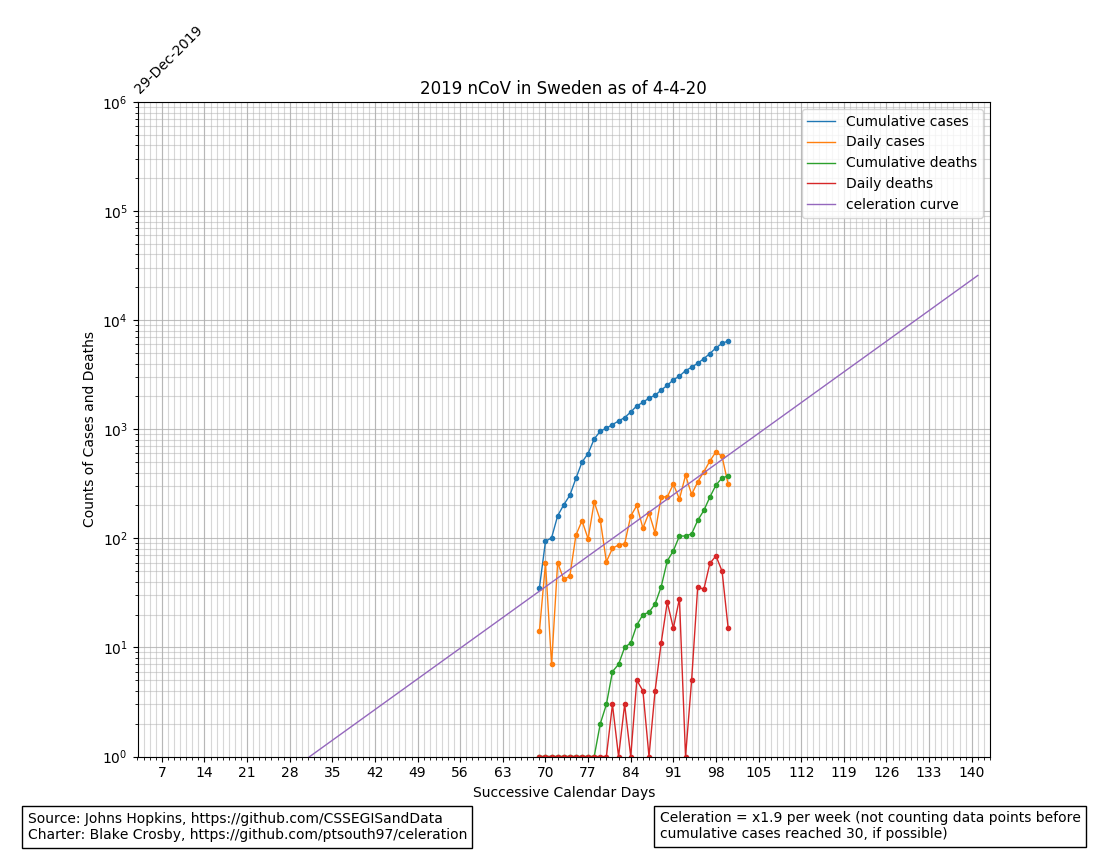 29-Dec-2019
2019 nCoV in Sweden as of 4-4-20
10^6
10^5
10^4
10^3
10^2
10^1
10^0
Counts of Cases and Deaths
Cumulative cases
Daily cases
Cumulative deaths
Daily deaths
celeration curve
7 14 21 28 35 42 49 56 63 70 77 84 91 98 105 112 119 126 133 140
Successive Calendar Days
Source: Johns Hopkins, https://github.com/CSSEGISandData
Charter: Blake Crosby, https://github.com/ptsouth97/celeration
Celeration = x1.9 per week (not counting data points before
cumulative cases reached 30, if possible)